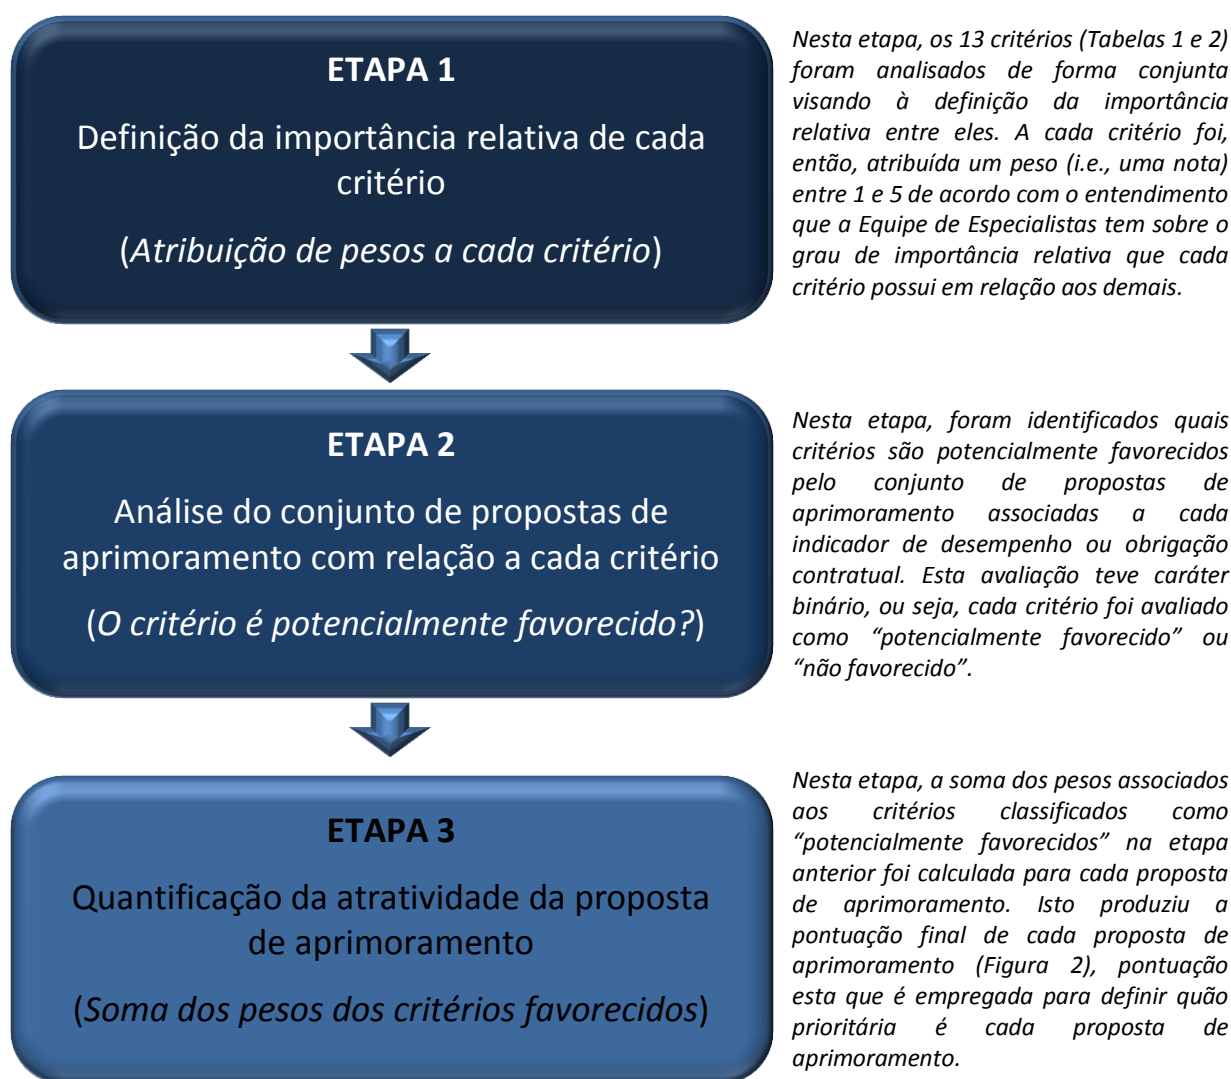 ETAPA 1
Definição da importância relativa de cada
critério
(Atribuição de pesos a cada critério)
Nesta etapa, os 13 critérios (Tabelas 1 e 2)
foram analisados de forma conjunta
visando à definição da importância
relativa entre eles. A cada critério foi,
então, atribuída um peso (i.e., uma nota)
entre 1 e 5 de acordo com o entendimento
que a Equipe de Especialistas tem sobre o
grau de importância relativa que cada
critério possui em relação aos demais.
ETAPA 2
Análise do conjunto de propostas de
aprimoramento com relação a cada critério
(O critério é potencialmente favorecido?)
Nesta etapa, foram identificados quais
critérios são potencialmente favorecidos
pelo conjunto de propostas de
aprimoramento associadas a cada
indicador de desempenho ou obrigação
contratual. Esta avaliação teve caráter
binário, ou seja, cada critério foi avaliado
como “potencialmente favorecido” ou
“não favorecido”.
ETAPA 3
Quantificação da atratividade da proposta
de aprimoramento
(Soma dos pesos dos critérios favorecidos)
Nesta etapa, a soma dos pesos associados
aos critérios classificados como
“potencialmente favorecidos” na etapa
anterior foi calculada para cada proposta
de aprimoramento. Isto produziu a
pontuação final de cada proposta de
aprimoramento (Figura 2), pontuação
esta que é empregada para definir quão
prioritária é cada proposta de
aprimoramento.